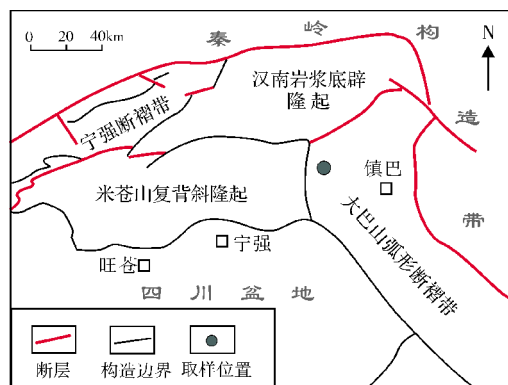 0 20 40km
秦岭构造带
N
汉南岩浆底辟
隆起
宁强断褶带
镇巴
米仓山复背斜隆起
大巴山弧形断褶带
宁强
旺苍
四川盆地
断层
构造边界
取样位置